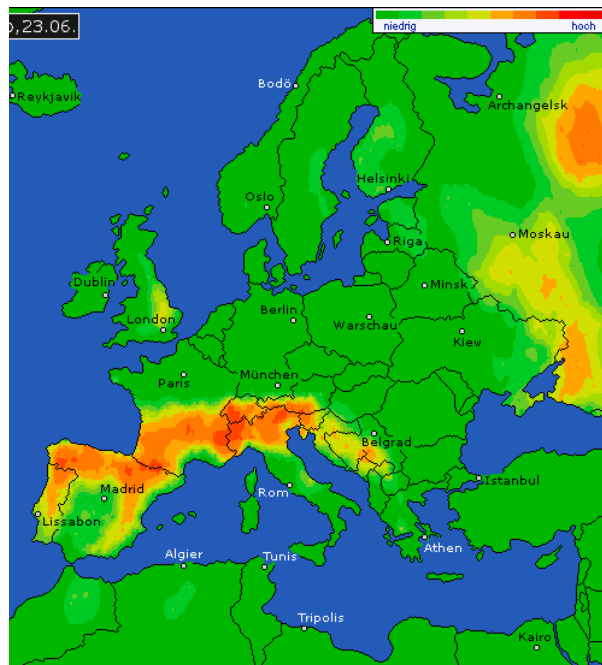 o,23.06.
niedrig hoch
Reykjavik
Bodö
Archangelsk
Helsinki
Oslo
Moskau
Riga
Dublin
Minsk
Berlin
London
Warschau
Kiew
Paris
München
Belgrad
Madrid
Rom
Istanbul
Lissabon
Athen
Algier
Tunis
Tripolis
Kairo